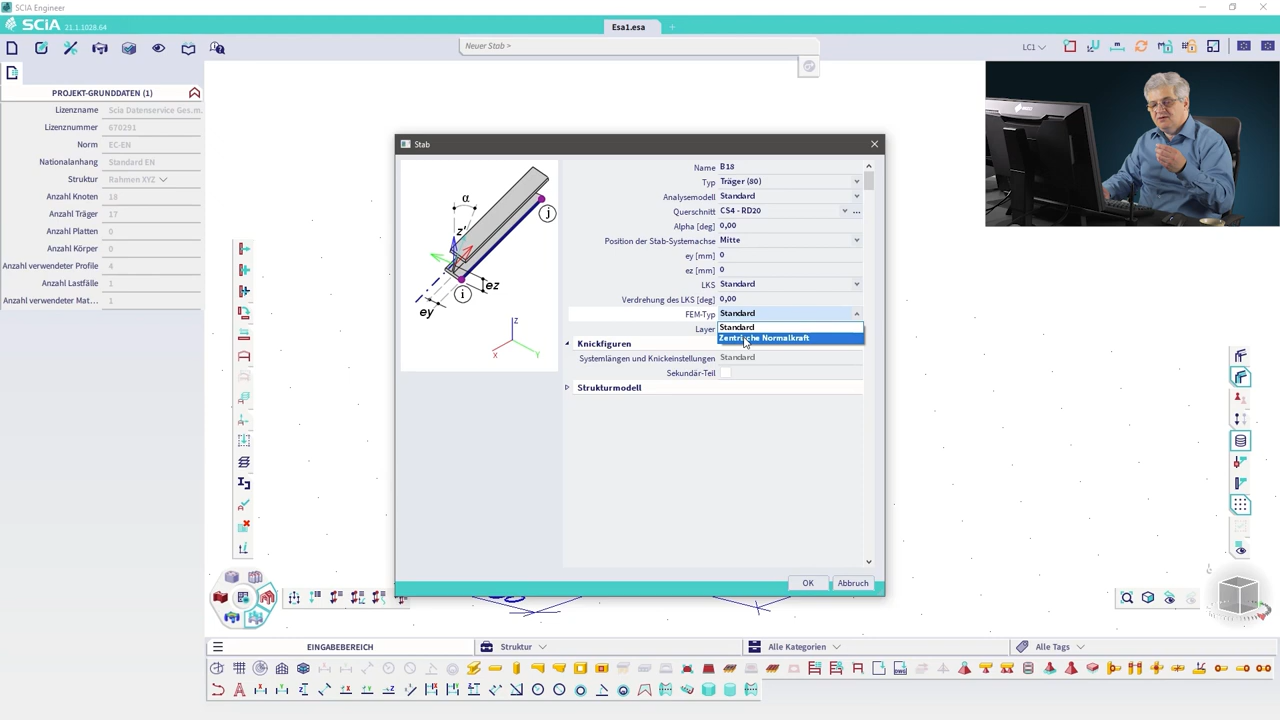 SCIA Engineer
SCiA 21.1.1028.64
Esa1.esa
Neuer Stab >
LC1
PROJEKT-GRUNDDATEN (1)
Lizenzname Scia Datenservice Ges.m.
Lizenznummer 670291
Norm EC-EN
Nationalanhang Standard EN
Struktur Rahmen XYZ
Anzahl Knoten 18
Anzahl Träger 17
Anzahl Platten 0
Anzahl Körper 0
Anzahl verwendeter Profile 4
Anzahl Lastfälle 1
Anzahl verwendeter Mat... 1
Stab
α
z'
j
i
ez
ey
z
x
Y
Name B18
Typ Träger (80)
Analysemodell Standard
Querschnitt CS4 - RD20 ...
Alpha [deg] 0,00
Position der Stab-Systemachse Mitte
ey [mm] 0
ez [mm] 0
LKS Standard
Verdrehung des LKS [deg] 0,00
FEM-Typ Standard
Standard
Layer
Zentrische Normalkraft
Knickfiguren
Systemlängen und Knickeinstellungen Standard
Sekundär-Teil
Strukturmodell
OK Abbruch
EINGABEBEREICH Struktur Alle Kategorien Alle Tags